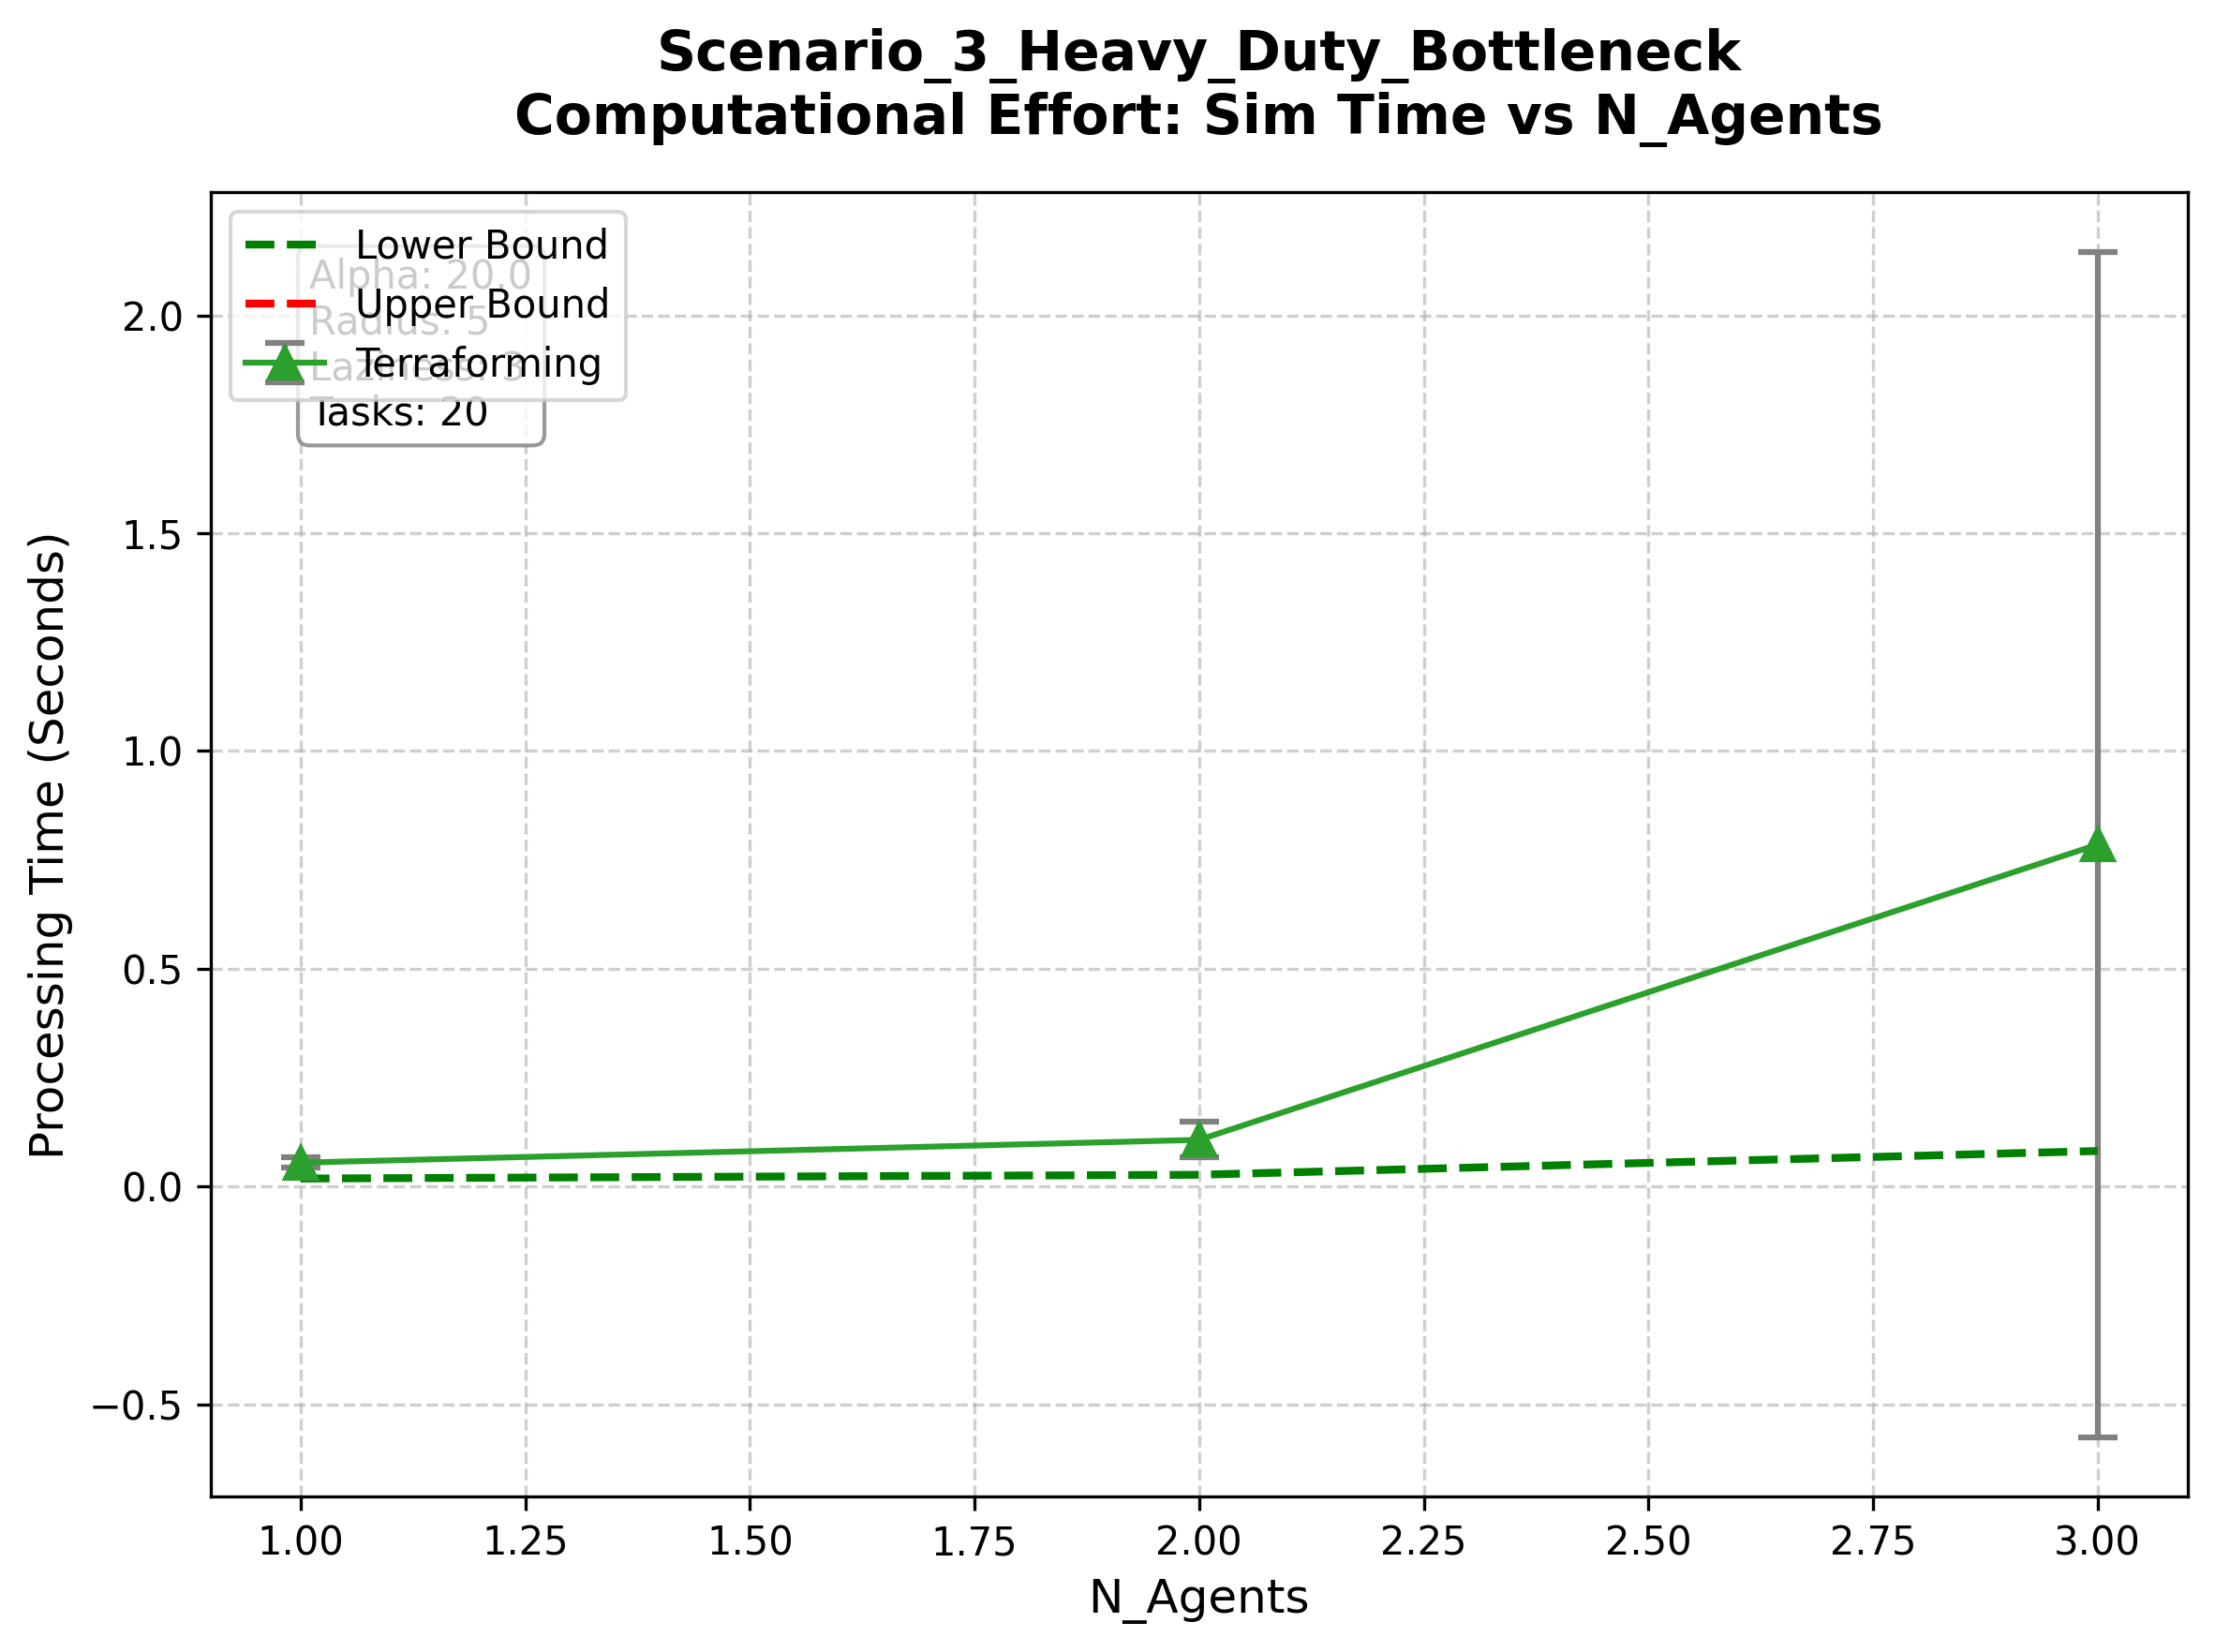 Scenario_3_Heavy_Duty_Bottleneck
Computational Effort: Sim Time vs N_Agents
Lower Bound
Upper Bound
Terraforming
Alpha: 20.0
Radius: 5
Laziness: 3
Tasks: 20
Processing Time (Seconds)
2.0
1.5
1.0
0.5
0.0
−0.5
1.00
1.25
1.50
1.75
2.00
2.25
2.50
2.75
3.00
N_Agents